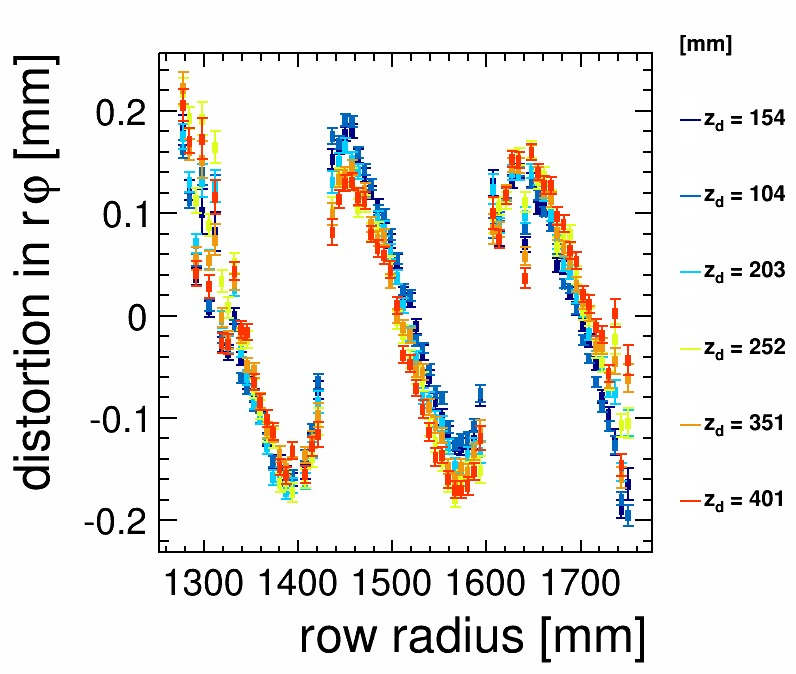 [mm]
z_d = 154
z_d = 104
z_d = 203
z_d = 252
z_d = 351
z_d = 401
distortion in rφ [mm]
0.2
0.1
0
-0.1
-0.2
1300 1400 1500 1600 1700
row radius [mm]